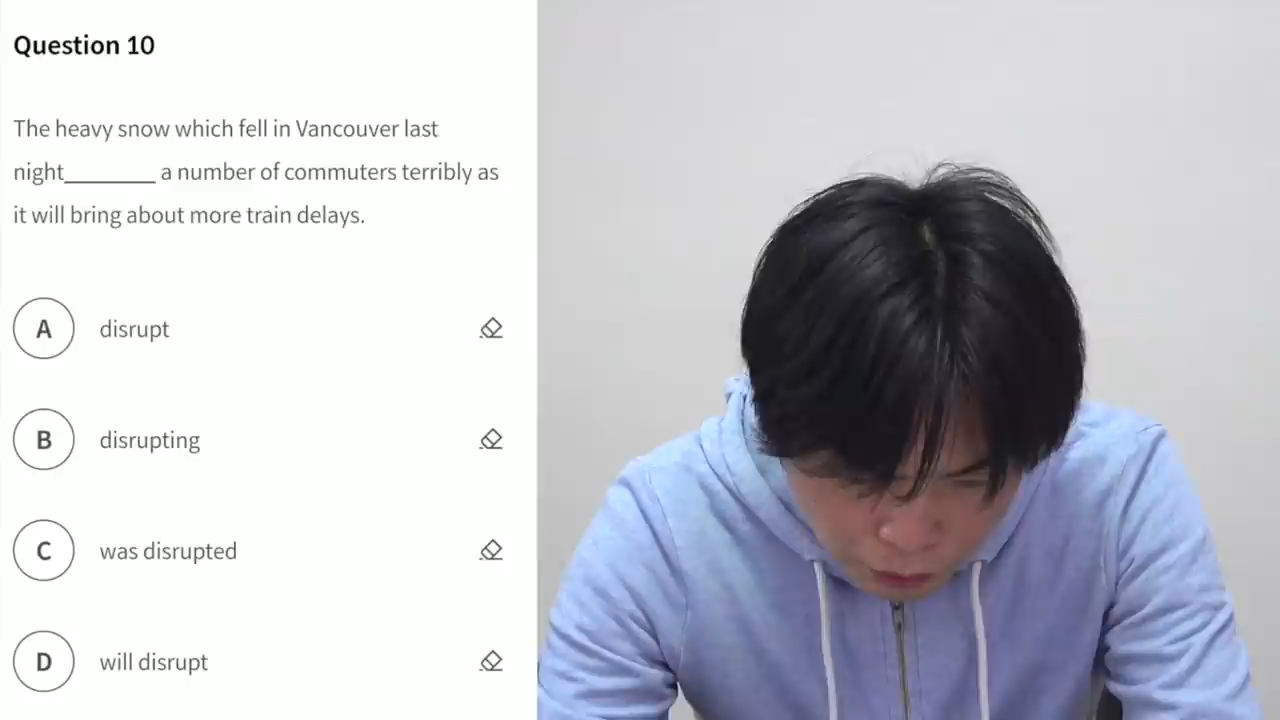 Question 10
The heavy snow which fell in Vancouver last
night________ a number of commuters terribly as
it will bring about more train delays.
A disrupt
B disrupting
C was disrupted
D will disrupt